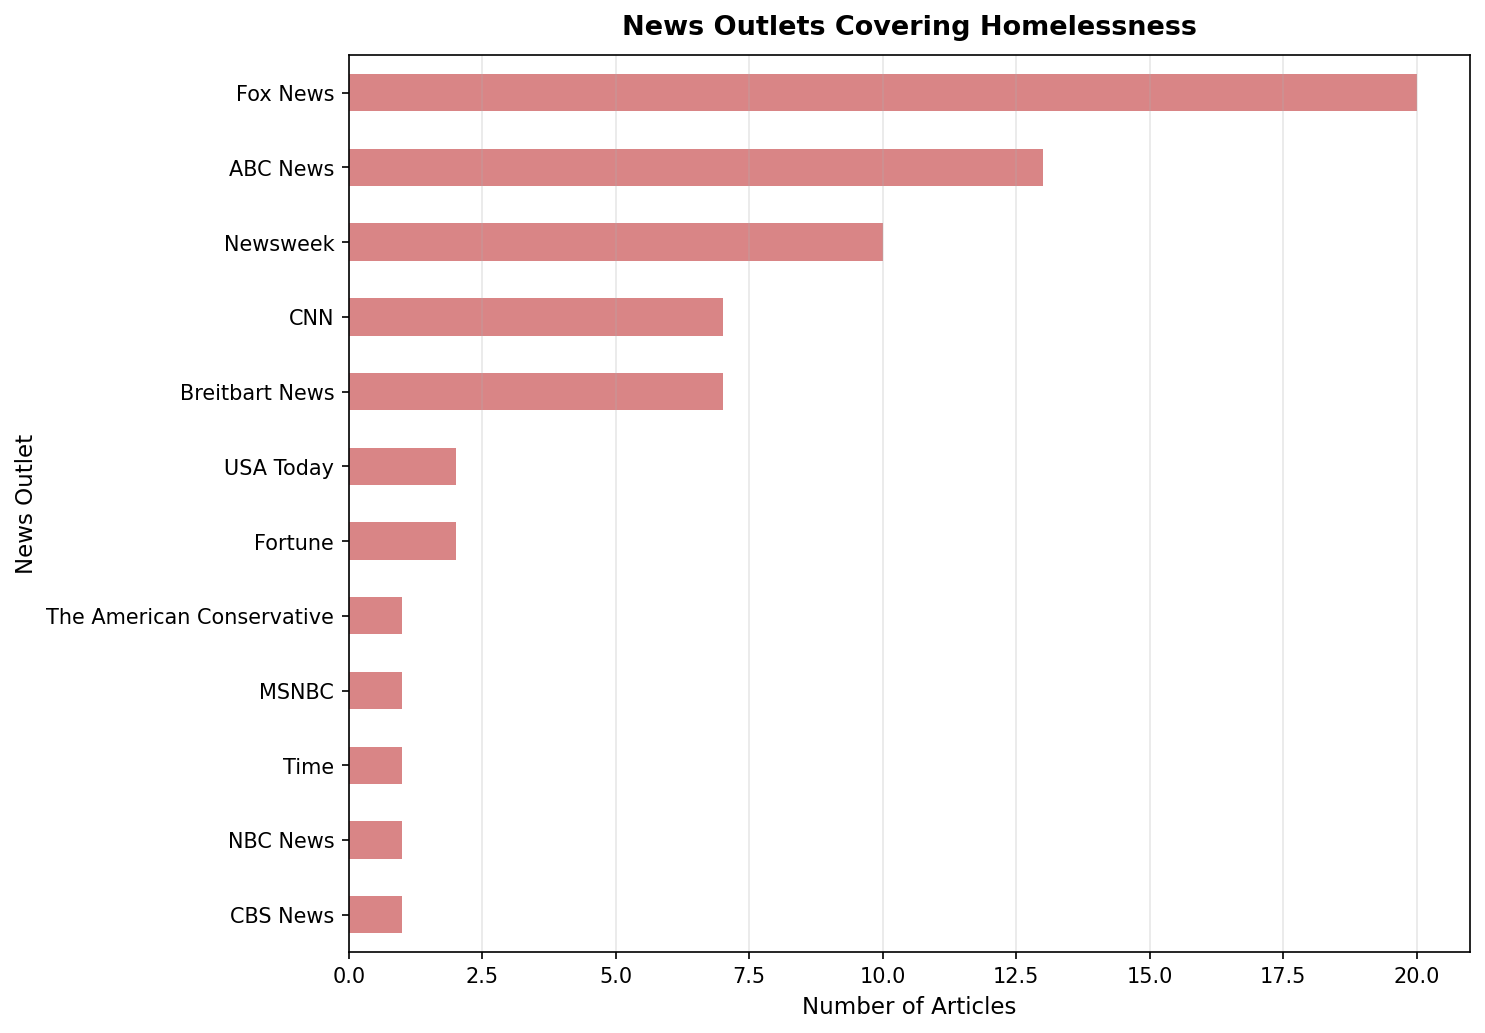 News Outlets Covering Homelessness
Fox News
ABC News
Newsweek
CNN
Breitbart News
USA Today
Fortune
The American Conservative
MSNBC
Time
NBC News
CBS News
News Outlet
0.0 2.5 5.0 7.5 10.0 12.5 15.0 17.5 20.0
Number of Articles